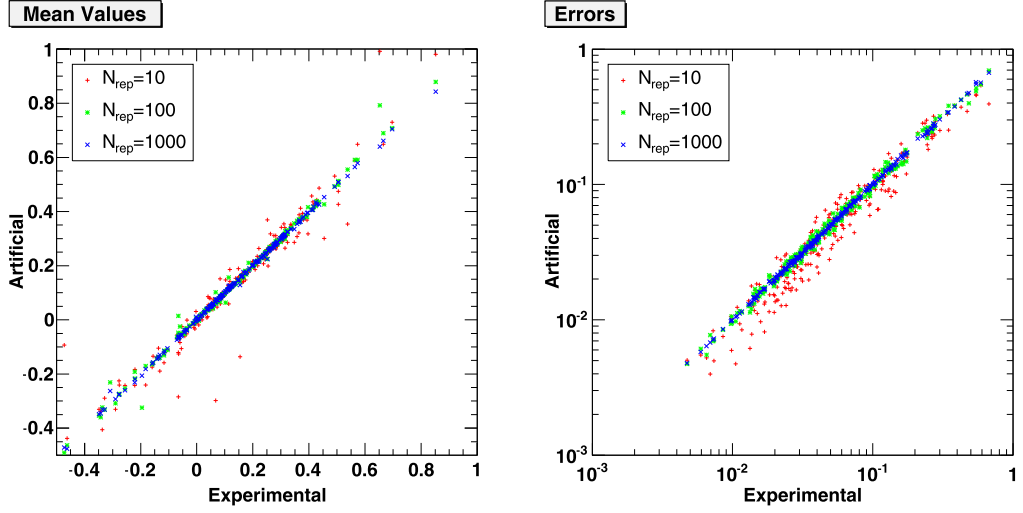 Mean Values
1
0.8
0.6
0.4
0.2
0
-0.2
-0.4
-0.4 -0.2 0 0.2 0.4 0.6 0.8 1
Artificial
Experimental
N_rep=10
N_rep=100
N_rep=1000
Errors
1
10^-1
10^-2
10^-3
10^-3 10^-2 10^-1 1
Artificial
Experimental
N_rep=10
N_rep=100
N_rep=1000